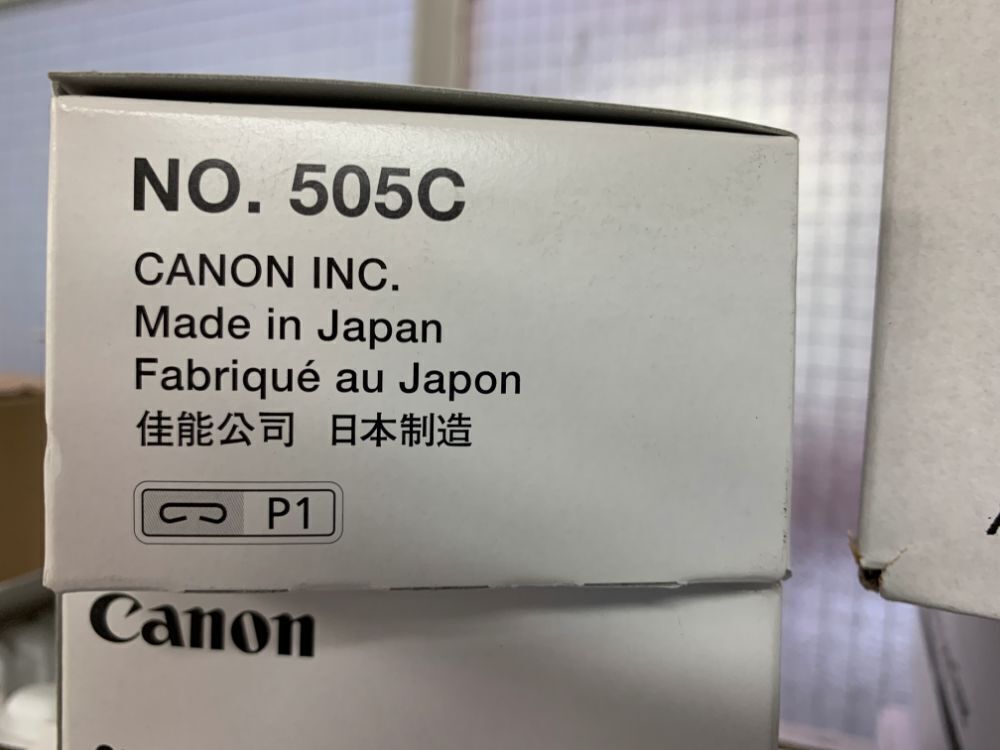 NO. 505C
CANON INC.
Made in Japan
Fabriqué au Japon
佳能公司 日本制造
P1
Canon